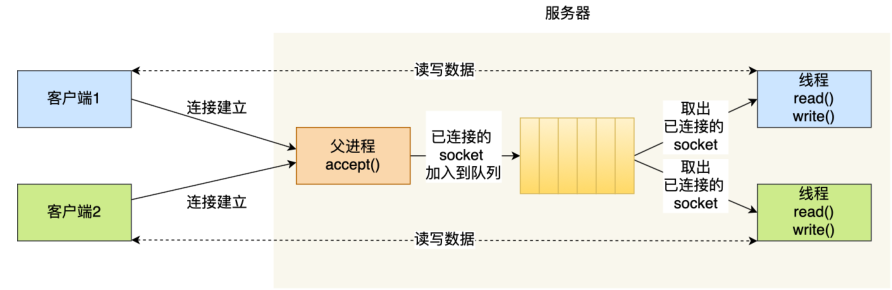 服务器
读写数据
客户端1
连接建立
父进程
accept()
已连接的
socket
加入到队列
取出
已连接的
socket
线程
read()
write()
客户端2
连接建立
取出
已连接的
socket
线程
read()
write()
读写数据